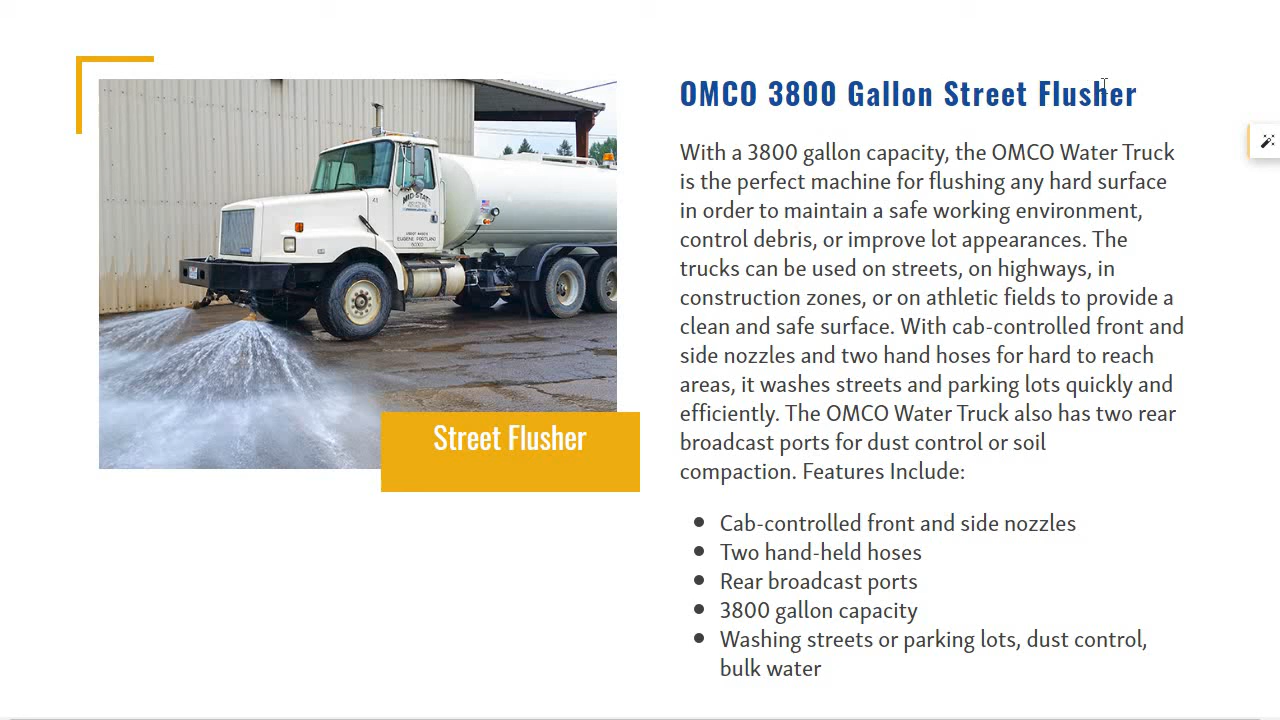 OMCO 3800 Gallon Street Flusher
With a 3800 gallon capacity, the OMCO Water Truck
is the perfect machine for flushing any hard surface
in order to maintain a safe working environment,
control debris, or improve lot appearances. The
trucks can be used on streets, on highways, in
construction zones, or on athletic fields to provide a
clean and safe surface. With cab-controlled front and
side nozzles and two hand hoses for hard to reach
areas, it washes streets and parking lots quickly and
efficiently. The OMCO Water Truck also has two rear
broadcast ports for dust control or soil
compaction. Features Include:
Cab-controlled front and side nozzles
Two hand-held hoses
Rear broadcast ports
3800 gallon capacity
Washing streets or parking lots, dust control,
bulk water
41
MID-STATE
EUGENE PORTLAND
Street Flusher